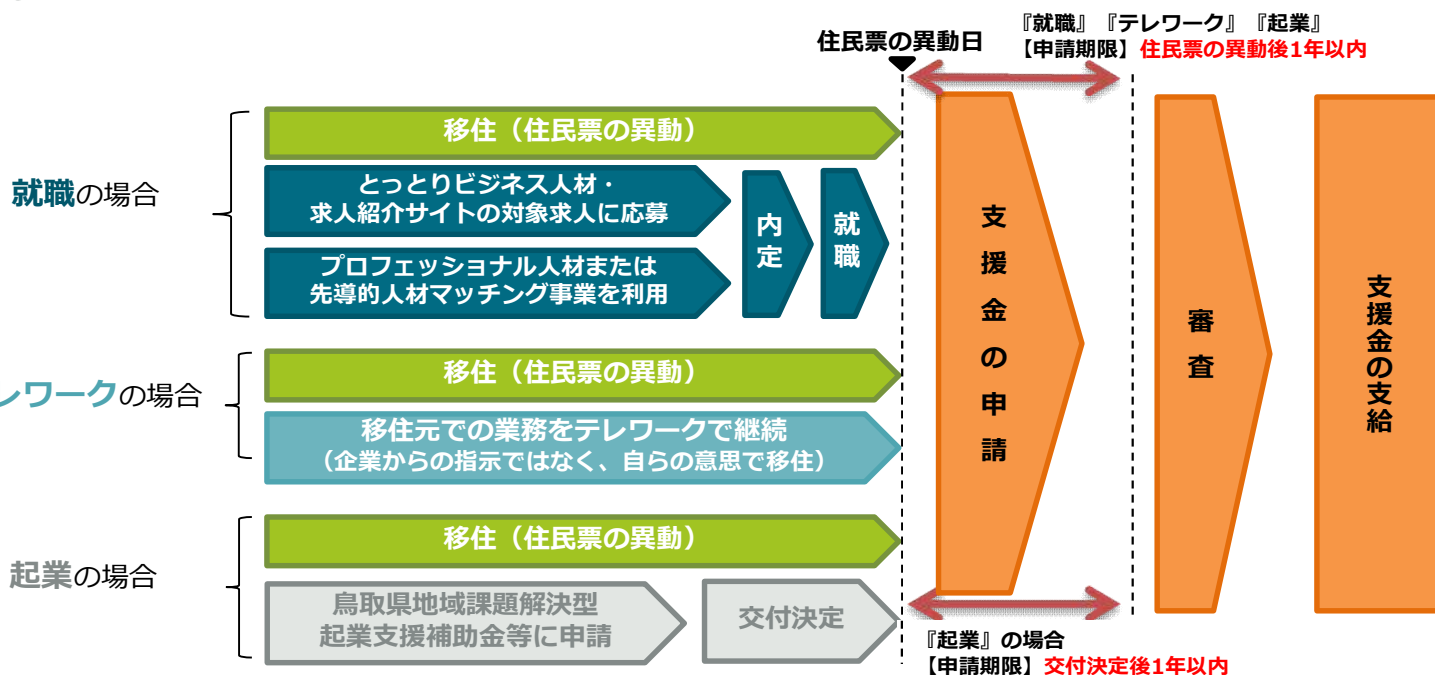 『就職』『テレワーク』『起業』
【申請期限】住民票の異動後1年以内
住民票の異動日
就職の場合
移住（住民票の異動）
とっとりビジネス人材・
求人紹介サイトの対象求人に応募
プロフェッショナル人材または
先導的人材マッチング事業を利用
内定
就職
レワークの場合
移住（住民票の異動）
移住元での業務をテレワークで継続
（企業からの指示ではなく、自らの意思で移住）
起業の場合
移住（住民票の異動）
鳥取県地域課題解決型
起業支援補助金等に申請
交付決定
支援金の申請
審査
支援金の支給
『起業』の場合
【申請期限】交付決定後1年以内